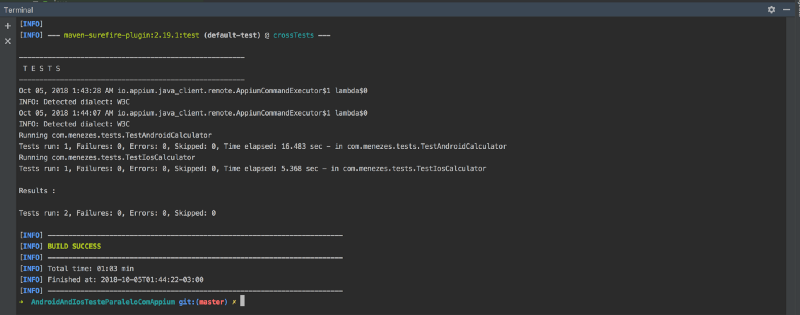 Terminal
[INFO]
[INFO] --- maven-surefire-plugin:2.19.1:test (default-test) @ crossTests ---
-------------------------------------------------------
T E S T S
-------------------------------------------------------
Oct 05, 2018 1:43:28 AM io.appium.java_client.remote.AppiumCommandExecutor$1 lambda$0
INFO: Detected dialect: W3C
Oct 05, 2018 1:44:07 AM io.appium.java_client.remote.AppiumCommandExecutor$1 lambda$0
INFO: Detected dialect: W3C
Running com.menezes.tests.TestAndroidCalculator
Tests run: 1, Failures: 0, Errors: 0, Skipped: 0, Time elapsed: 16.483 sec - in com.menezes.tests.TestAndroidCalculator
Running com.menezes.tests.TestIosCalculator
Tests run: 1, Failures: 0, Errors: 0, Skipped: 0, Time elapsed: 5.368 sec - in com.menezes.tests.TestIosCalculator
Results :
Tests run: 2, Failures: 0, Errors: 0, Skipped: 0
[INFO] ------------------------------------------------------------------------
[INFO] BUILD SUCCESS
[INFO] ------------------------------------------------------------------------
[INFO] Total time: 01:03 min
[INFO] Finished at: 2018-10-05T01:44:22-03:00
[INFO] ------------------------------------------------------------------------
➜ AndroidAndIosTesteParaleloComAppium git:(master) ✗